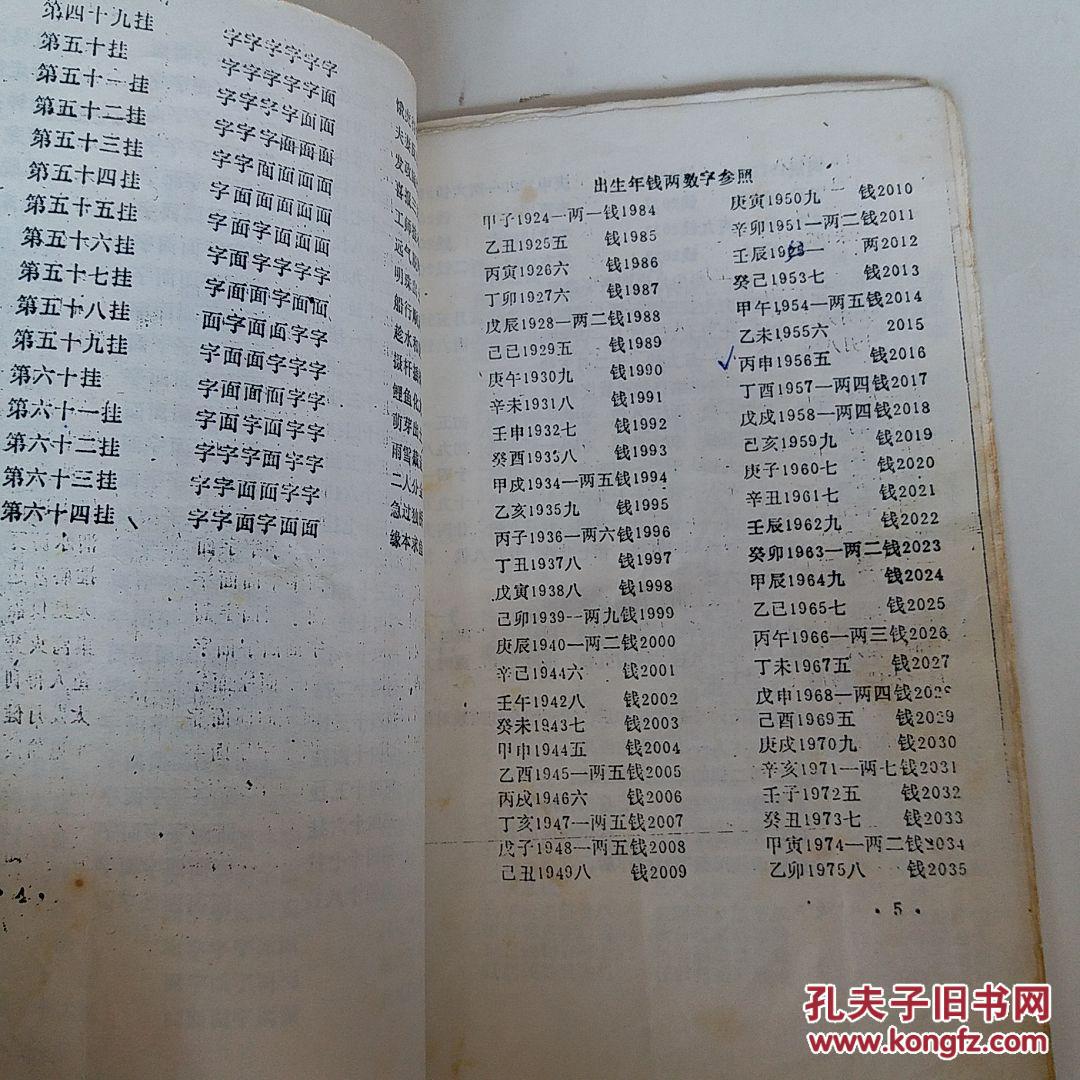 第四十九挂 字字字字字字
第五十挂 字字字字字面
第五十一挂 字字字字面面
第五十二挂 字字字面面面
第五十三挂 字字面面面面
第五十四挂 字面面面面面
第五十五挂 字面面面字面
第五十六挂 字面字字字字
第五十七挂 字面面字面面
第五十八挂 面字面面字字
第五十九挂 字面面字字字
第六十挂 字面面面字字
第六十一挂 字面面面字字
第六十二挂 字字字面字字
第六十三挂 字字面面字字
第六十四挂 字字面字面面
· 4 ·
船行
鲤鱼化
萌芽出
二人分
急过独
缘本求鱼
出生年钱两数字参照
甲子1924一两一钱1984
乙丑1925五 钱1985
丙寅1926六 钱1986
丁卯1927六 钱1987
戊辰1928一两二钱1988
己已1929五 钱1989
庚午1930九 钱1990
辛未1931八 钱1991
壬申1932七 钱1992
癸酉1933八 钱1993
甲戌1934一两五钱1994
乙亥1935九 钱1995
丙子1936一两六钱1996
丁丑1937八 钱1997
戊寅1938八 钱1998
己卯1939一两九钱1999
庚辰1940一两二钱2000
辛己1944六 钱2001
壬午1942八 钱2002
癸未1943七 钱2003
甲申1944五 钱2004
乙酉1945一两五钱2005
丙戌1946六 钱2006
丁亥1947一两五钱2007
戊子1948一两五钱2008
己丑1949八 钱2009
庚寅1950九 钱2010
辛卯1951一两二钱2011
壬辰19 一 两2012
癸己1953七 钱2013
甲午1954一两五钱2014
乙未1955六 2015
丙申1956五 钱2016
丁酉1957一两四钱2017
戊戌1958一两四钱2018
己亥1959九 钱2019
庚子1960七 钱2020
辛丑1961七 钱2021
壬辰1962九 钱2022
癸卯1963一两二钱2023
甲辰1964九 钱2024
乙已1965七 钱2025
丙午1966一两三钱2026
丁未1967五 钱2027
戊申1968一两四钱2028
己酉1969五 钱2029
庚戌1970九 钱2030
辛亥1971一两七钱2031
壬子1972五 钱2032
癸丑1973七 钱2033
甲寅1974一两二钱2034
乙卯1975八 钱2035
· 5 ·
孔夫子旧书网
www.kongfz.com